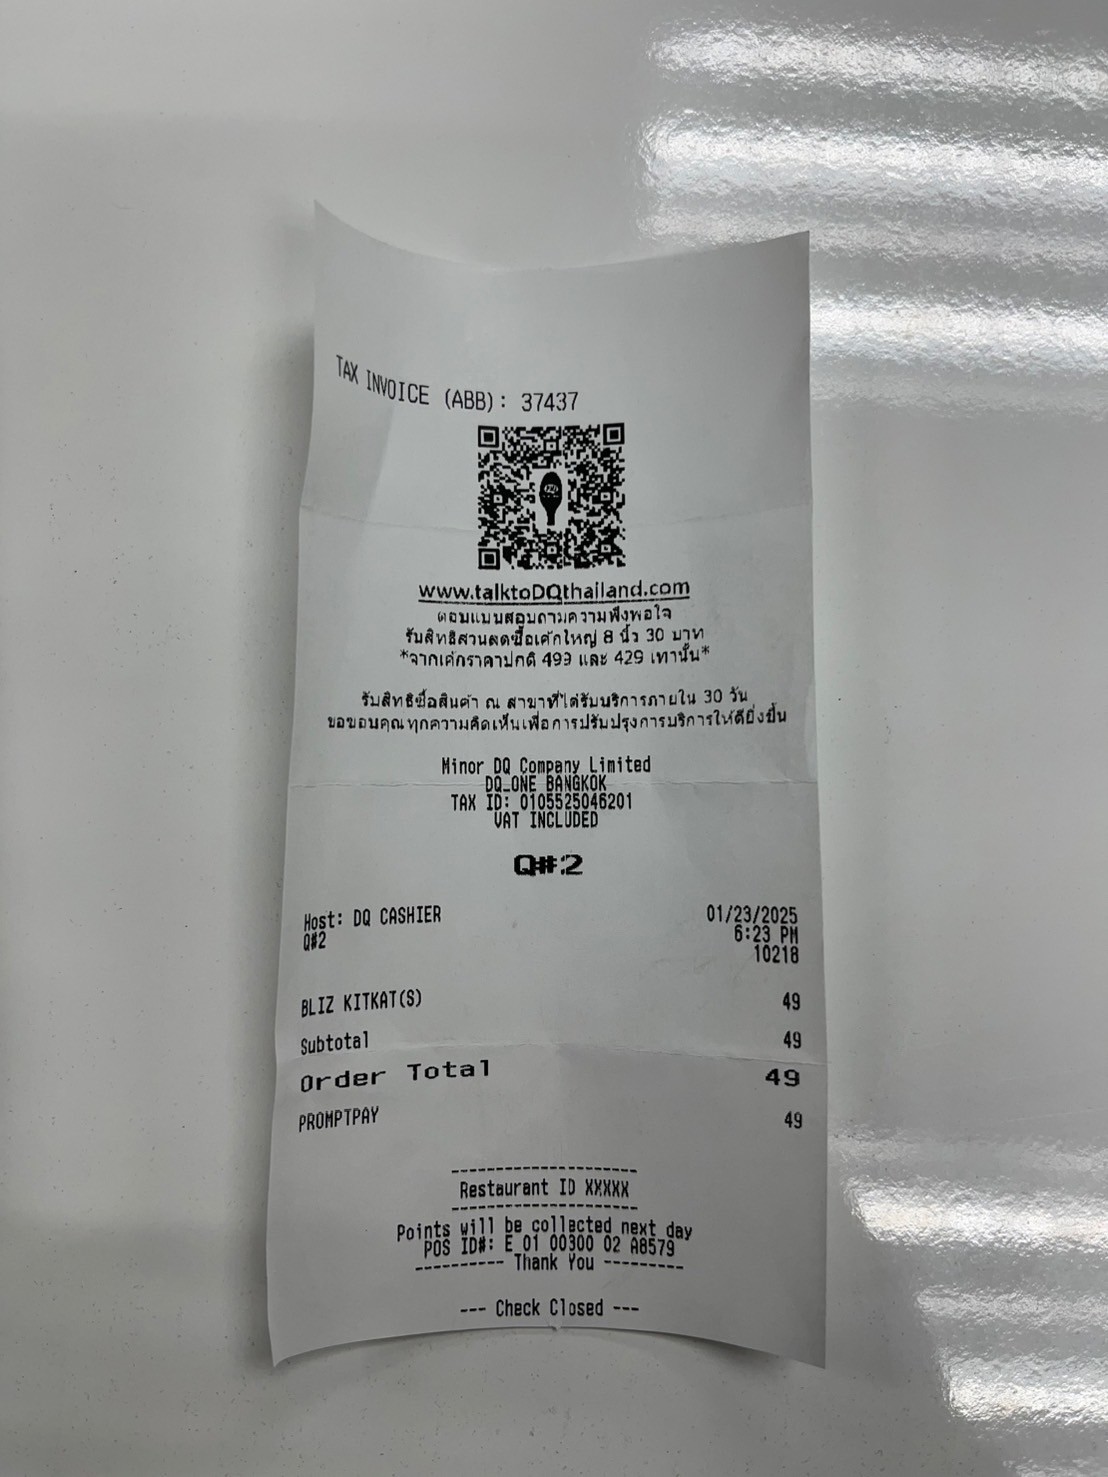 TAX INVOICE (ABB): 37437
www.talktoDQthailand.com
ตอบแบบสอบถามความพึงพอใจ
รับสิทธิส่วนลดซื้อเค้กใหญ่ 8 นิ้ว 30 บาท
*จากเค้กราคาปกติ 499 และ 429 เท่านั้น*
รับสิทธิซื้อสินค้า ณ สาขาที่ได้รับบริการภายใน 30 วัน
ขอขอบคุณทุกความคิดเห็นเพื่อการปรับปรุงการบริการให้ดียิ่งขึ้น
Minor DQ Company Limited
DQ_ONE BANGKOK
TAX ID: 0105525046201
VAT INCLUDED
Q#:2
Host: DQ CASHIER 01/23/2025
Q#2 6:23 PM
10218
BLIZ KITKAT(S) 49
Subtotal 49
Order Total 49
PROMPTPAY 49
--------------------
Restaurant ID XXXXX
--------------------
Points will be collected next day
POS ID#: E 01 00300 02 A8579
---------- Thank You ---------
--- Check Closed ---